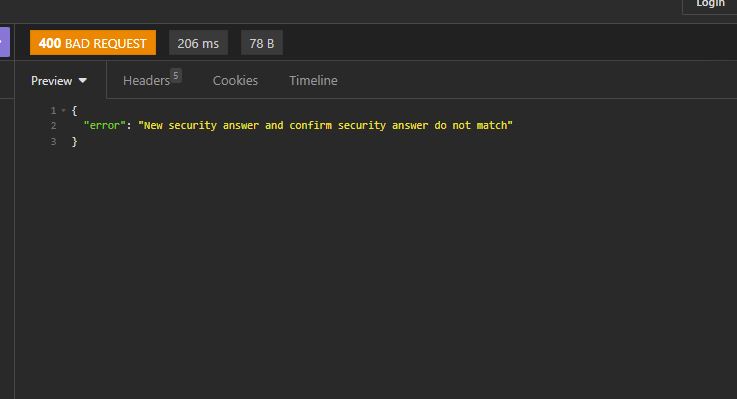 Login
400 BAD REQUEST 206 ms 78 B
Preview Headers 5 Cookies Timeline
1 {
2 "error": "New security answer and confirm security answer do not match"
3 }